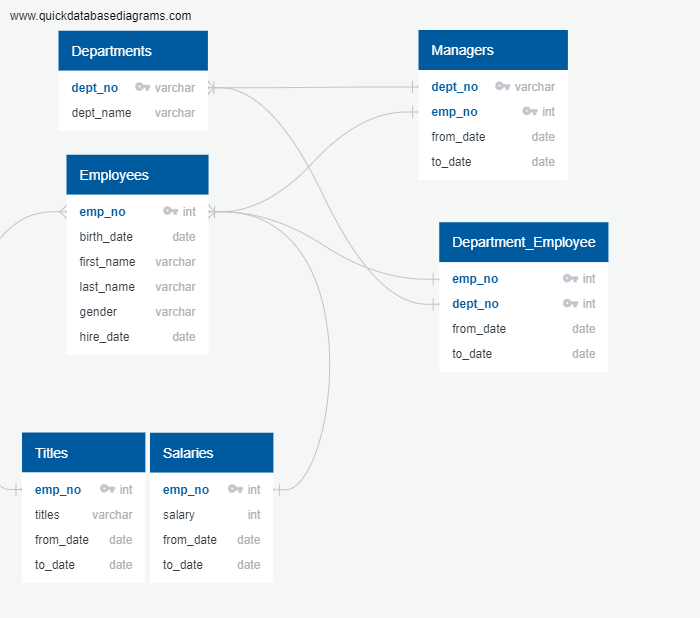 www.quickdatabasediagrams.com
Departments
dept_no varchar
dept_name varchar
Managers
dept_no varchar
emp_no int
from_date date
to_date date
Employees
emp_no int
birth_date date
first_name varchar
last_name varchar
gender varchar
hire_date date
Department_Employee
emp_no int
dept_no int
from_date date
to_date date
Titles
emp_no int
titles varchar
from_date date
to_date date
Salaries
emp_no int
salary int
from_date date
to_date date